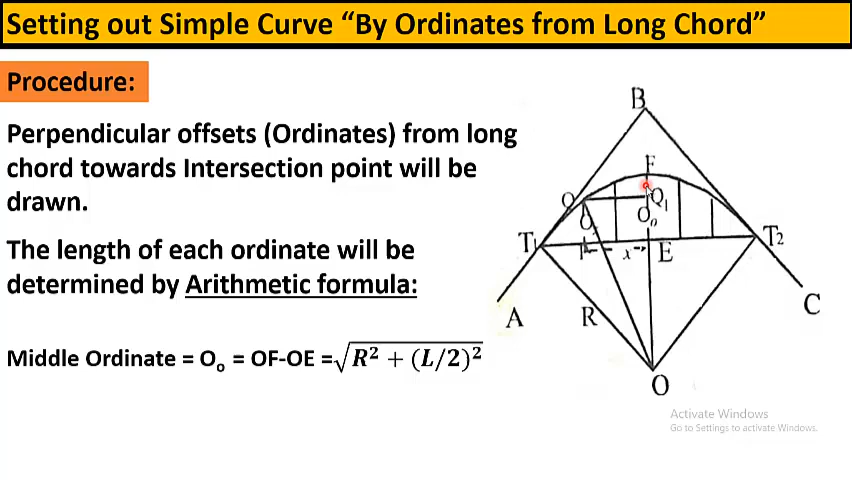 Setting out Simple Curve “By Ordinates from Long Chord”
Procedure:
Perpendicular offsets (Ordinates) from long
chord towards Intersection point will be
drawn.
The length of each ordinate will be
determined by Arithmetic formula:
Middle Ordinate = Oₒ = OF-OE = √(R² + (L/2)²)
B
F
Q
Q₁
Oₒ
Oₓ
T₁
T₂
P
x
E
A
R
C
O
Activate Windows
Go to Settings to activate Windows.